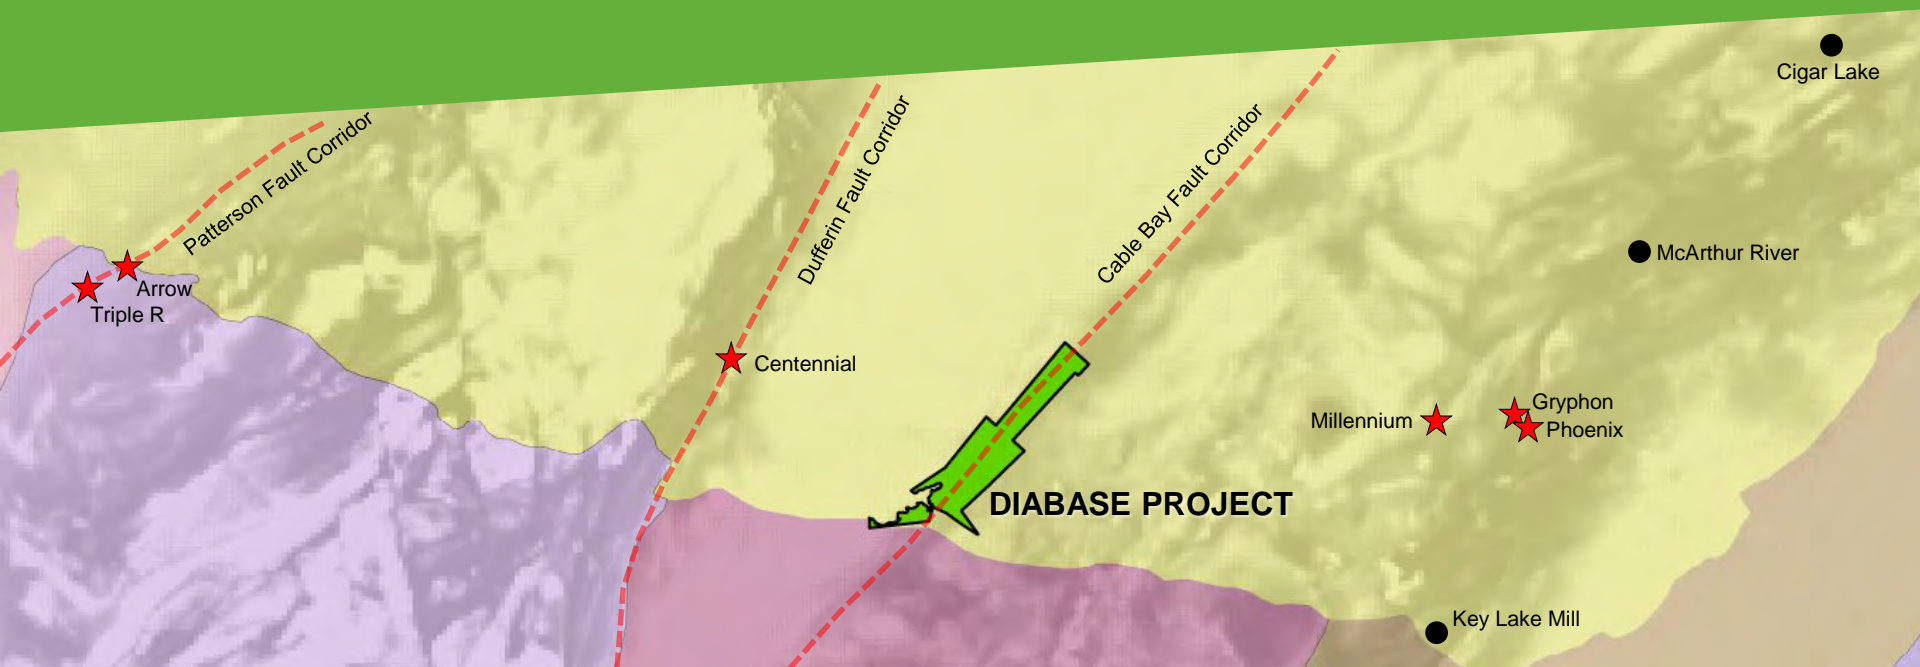 Cigar Lake
Patterson Fault Corridor
Dufferin Fault Corridor
Cable Bay Fault Corridor
McArthur River
Arrow
Triple R
Centennial
Millennium
Gryphon
Phoenix
DIABASE PROJECT
Key Lake Mill